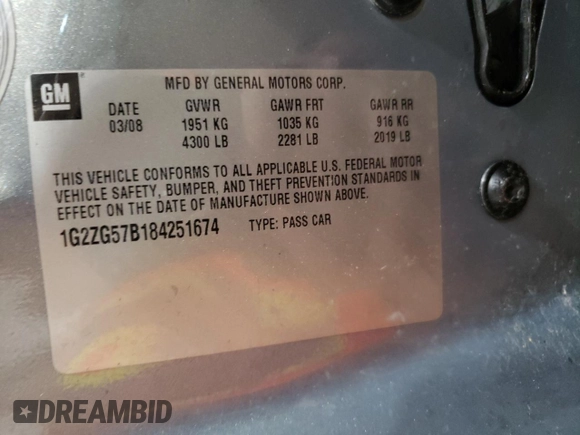 GM
MFD BY GENERAL MOTORS CORP.
DATE GVWR GAWR FRT GAWR RR
03/08 1951 KG 1035 KG 916 KG
4300 LB 2281 LB 2019 LB
THIS VEHICLE CONFORMS TO ALL APPLICABLE U.S. FEDERAL MOTOR
VEHICLE SAFETY, BUMPER, AND THEFT PREVENTION STANDARDS IN
EFFECT ON THE DATE OF MANUFACTURE SHOWN ABOVE.
1G2ZG57B184251674 TYPE: PASS CAR
DREAMBID